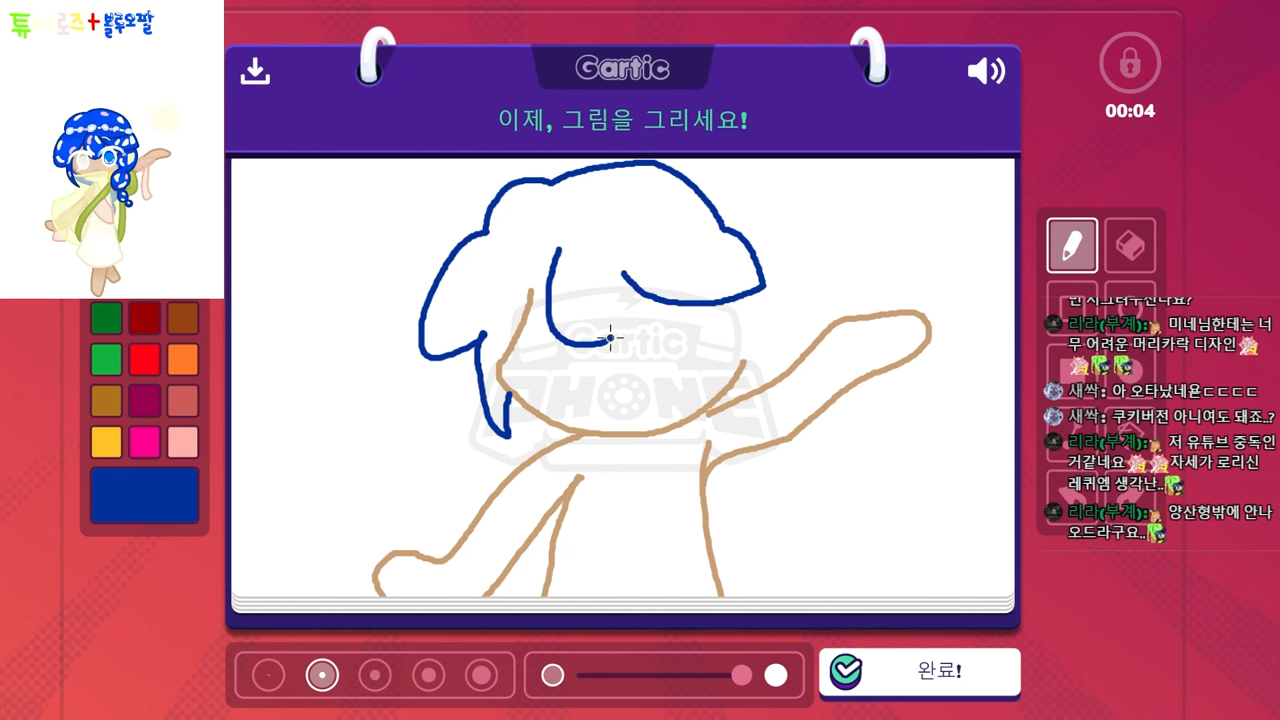 튜베로즈+블루오팔
Gartic
이제, 그림을 그리세요!
00:04
Gartic
PHONE
리라(부계): 미네님한테는 너
무 어려운 머리카락 디자인
새싹: 아 오타났네욛ㄷㄷㄷㄷ
새싹: 쿠키버전 아니여도 돼죠..?
리라(부계): 저 유튜브 중독인
거같네요 자세가 로리신
레퀴엠 생각난..
리라(부계): 양산형밖에 안나
오드라구요..
완료!